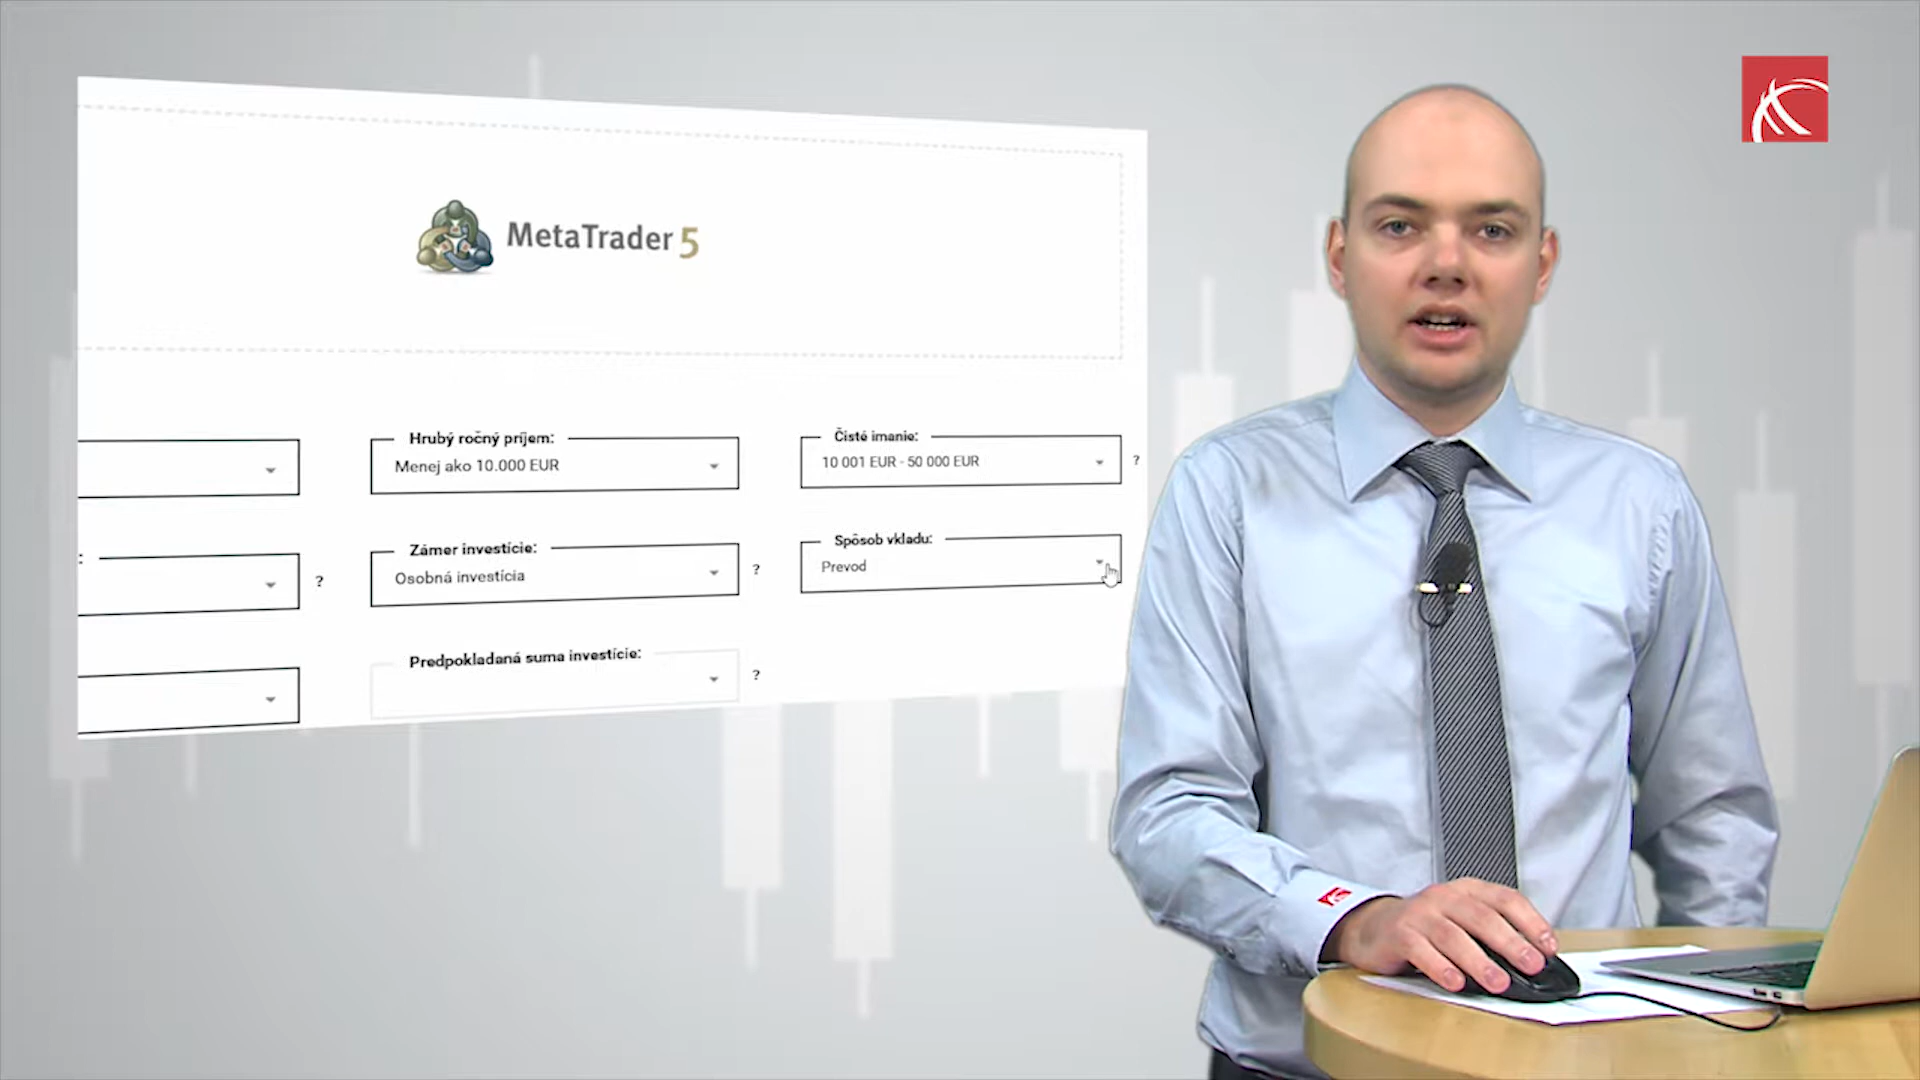 MetaTrader 5
Hrubý ročný príjem:
Menej ako 10.000 EUR
Čisté imanie:
10 001 EUR - 50 000 EUR
?
:
?
Zámer investície:
Osobná investícia
?
Spôsob vkladu:
Prevod
Predpokladaná suma investície:
?